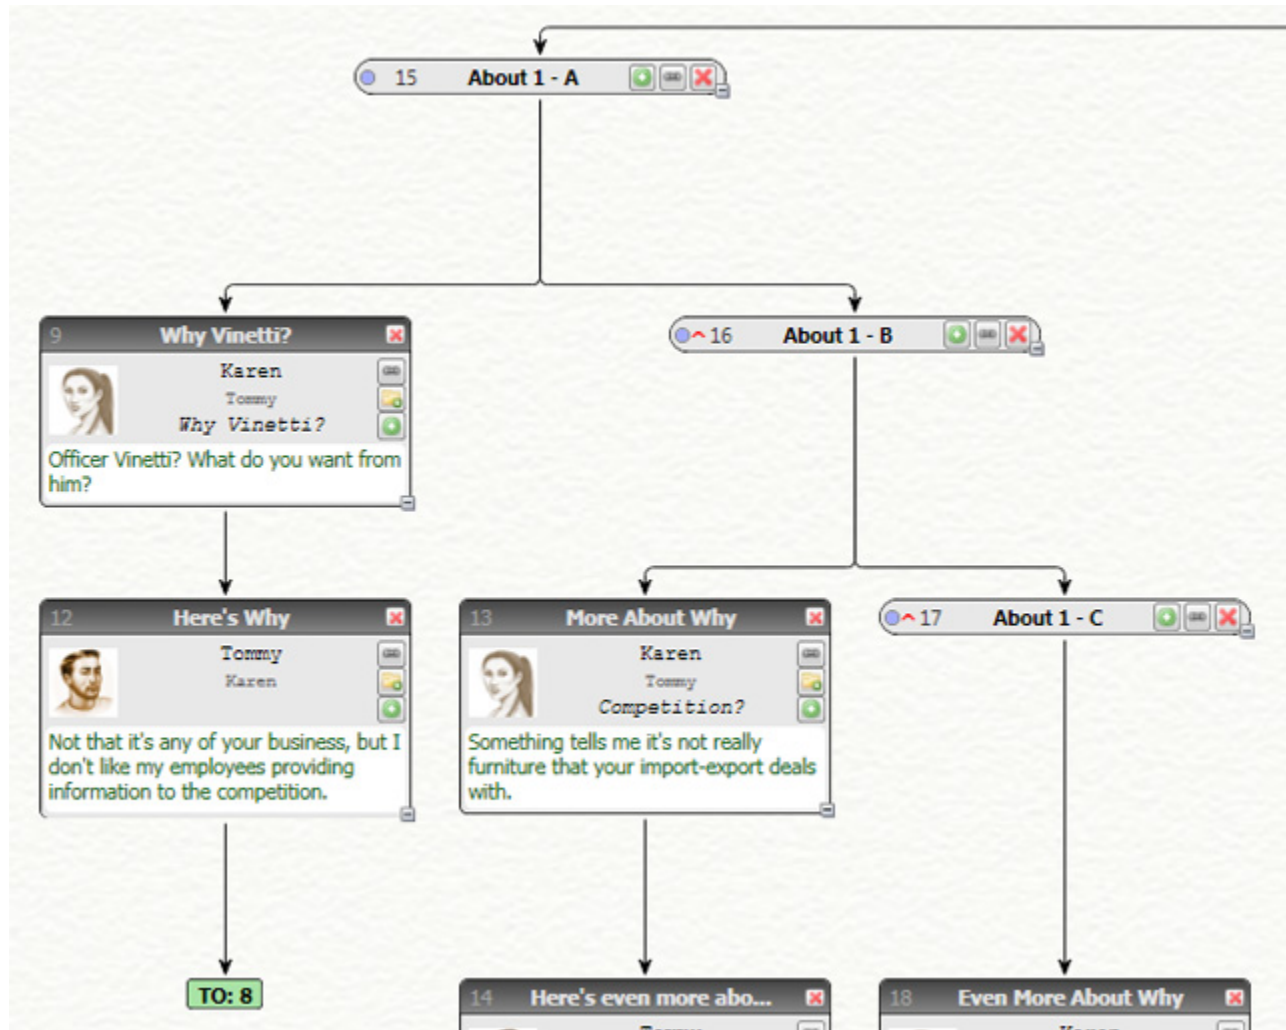 15 About 1 - A
9 Why Vinetti?
Karen
Tommy
Why Vinetti?
Officer Vinetti? What do you want from
him?
16 About 1 - B
12 Here's Why
Tommy
Karen
Not that it's any of your business, but I
don't like my employees providing
information to the competition.
13 More About Why
Karen
Tommy
Competition?
Something tells me it's not really
furniture that your import-export deals
with.
17 About 1 - C
TO: 8
14 Here's even more abo...
Tommy
18 Even More About Why
Karen